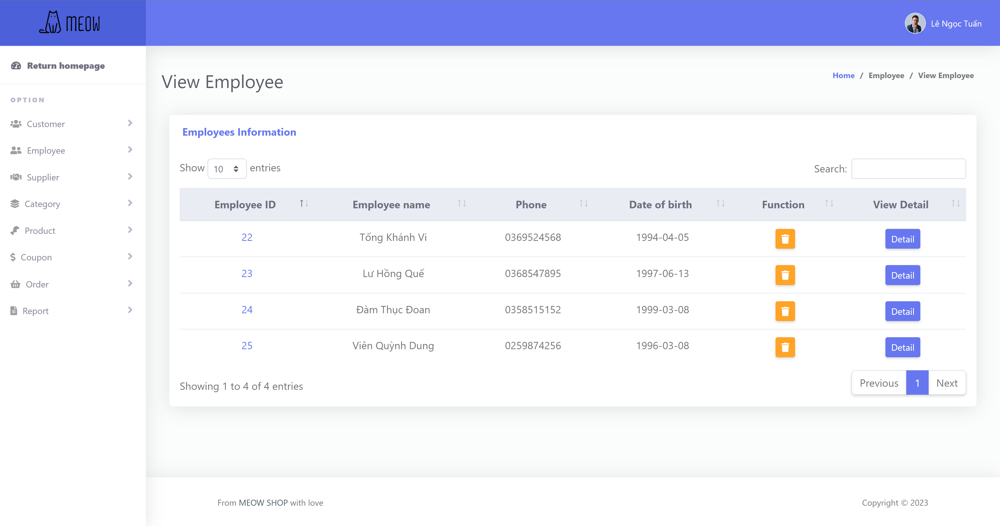 MEOW
Lê Ngọc Tuấn
Return homepage
OPTION
Customer
Employee
Supplier
Category
Product
Coupon
Order
Report
View Employee
Home / Employee / View Employee
Employees Information
Show 10 entries
Search:
Employee ID Employee name Phone Date of birth Function View Detail
22 Tống Khánh Vi 0369524568 1994-04-05 Detail
23 Lư Hồng Quế 0368547895 1997-06-13 Detail
24 Đàm Thục Đoan 0358515152 1999-03-08 Detail
25 Viên Quỳnh Dung 0259874256 1996-03-08 Detail
Showing 1 to 4 of 4 entries
Previous 1 Next
From MEOW SHOP with love
Copyright © 2023